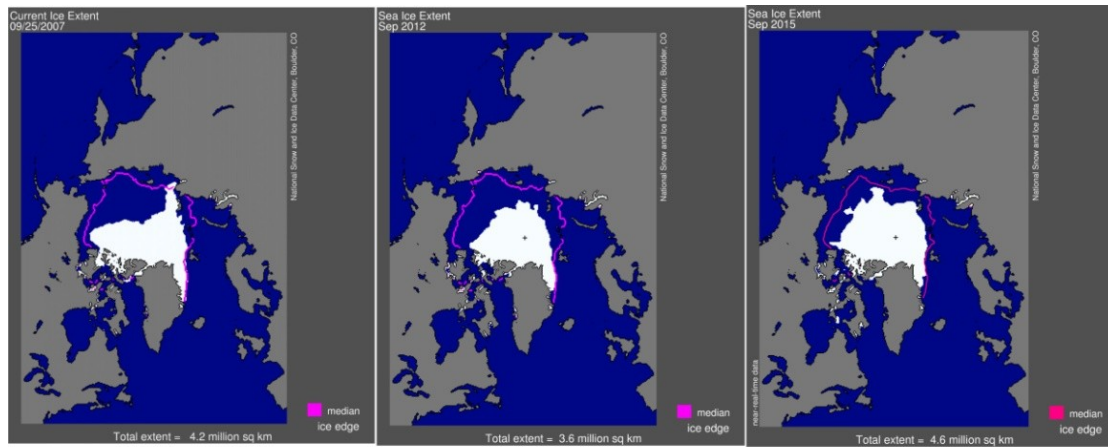 Current Ice Extent
09/25/2007
National Snow and Ice Data Center, Boulder, CO
median
ice edge
Total extent = 4.2 million sq km
Sea Ice Extent
Sep 2012
National Snow and Ice Data Center, Boulder, CO
median
ice edge
Total extent = 3.6 million sq km
Sea Ice Extent
Sep 2015
National Snow and Ice Data Center, Boulder, CO
near-real-time data
median
ice edge
Total extent = 4.6 million sq km